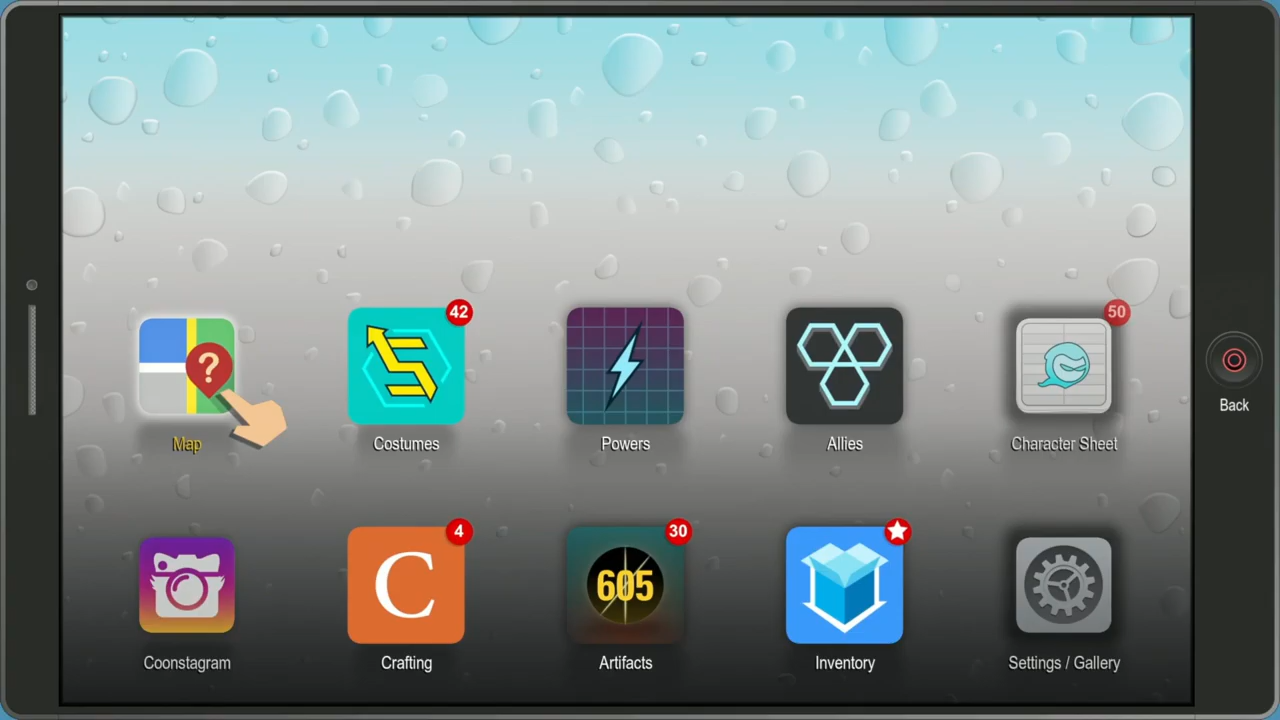 42
50
?
Map
Costumes
Powers
Allies
Character Sheet
Back
4
30
C
605
Coonstagram
Crafting
Artifacts
Inventory
Settings / Gallery